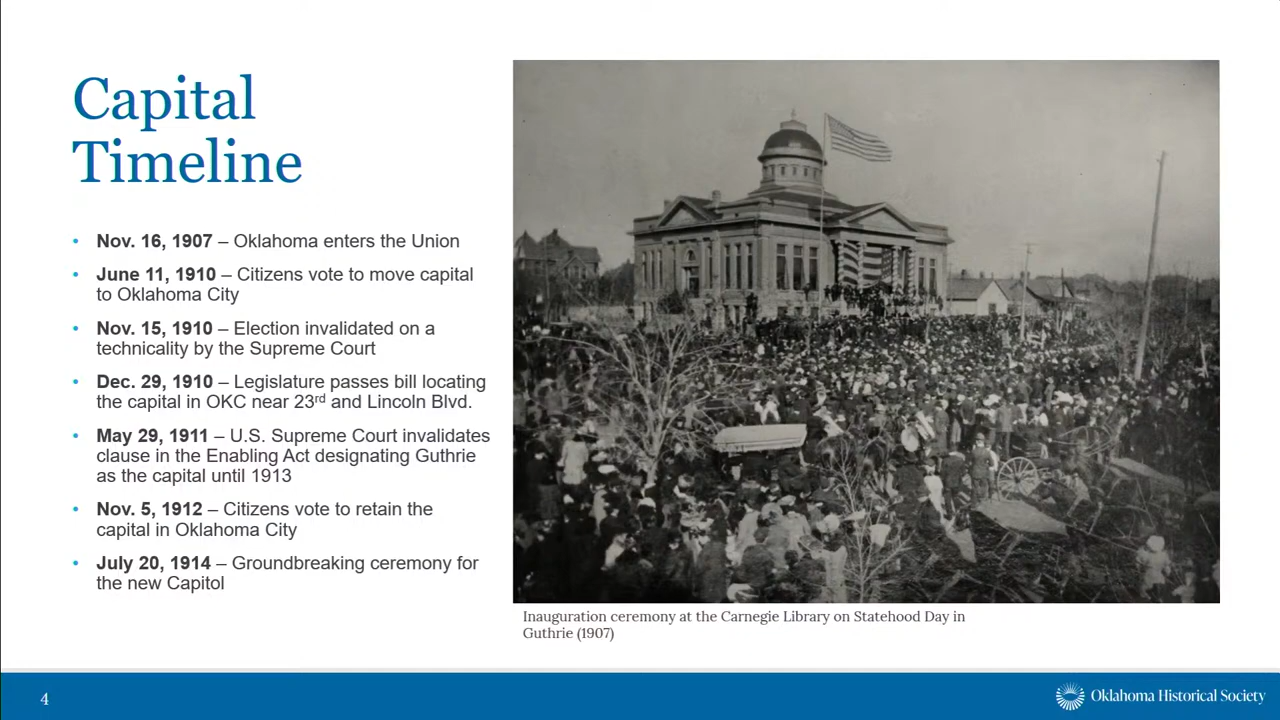 Capital
Timeline
• Nov. 16, 1907 – Oklahoma enters the Union
• June 11, 1910 – Citizens vote to move capital
to Oklahoma City
• Nov. 15, 1910 – Election invalidated on a
technicality by the Supreme Court
• Dec. 29, 1910 – Legislature passes bill locating
the capital in OKC near 23rd and Lincoln Blvd.
• May 29, 1911 – U.S. Supreme Court invalidates
clause in the Enabling Act designating Guthrie
as the capital until 1913
• Nov. 5, 1912 – Citizens vote to retain the
capital in Oklahoma City
• July 20, 1914 – Groundbreaking ceremony for
the new Capitol
Inauguration ceremony at the Carnegie Library on Statehood Day in
Guthrie (1907)
4
Oklahoma Historical Society